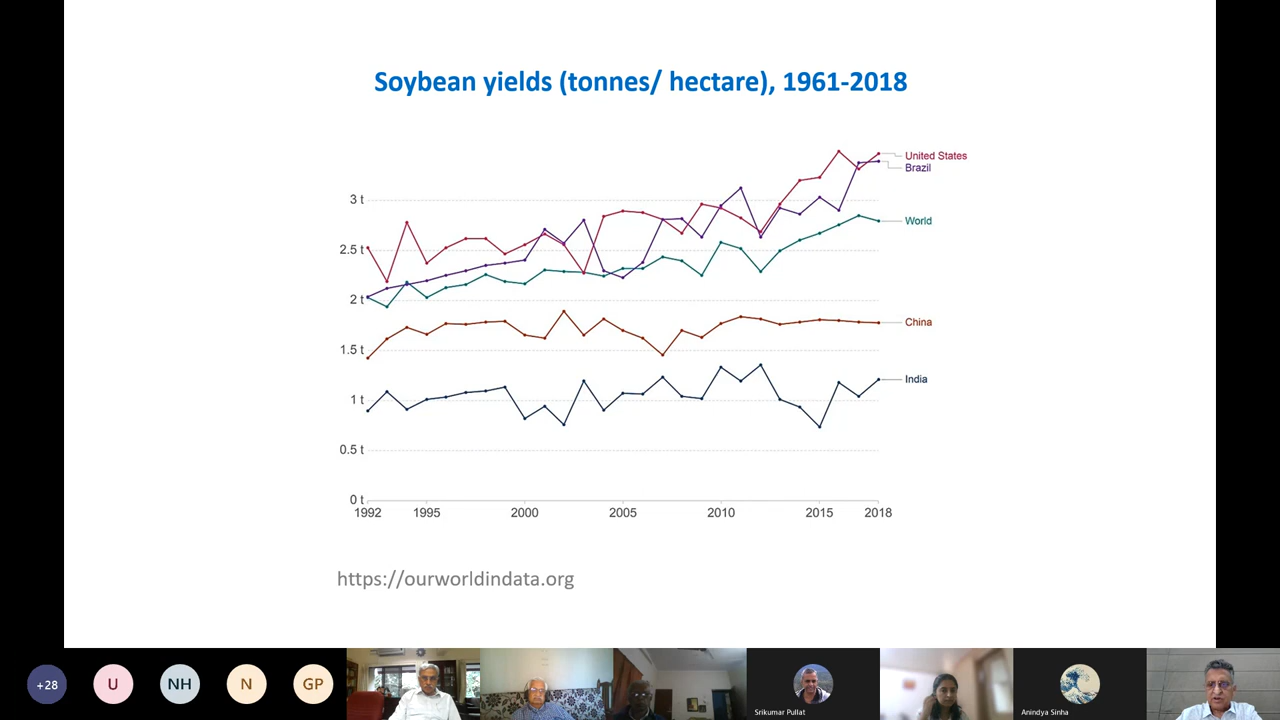 Soybean yields (tonnes/ hectare), 1961-2018
United States
Brazil
3 t
World
2.5 t
2 t
China
1.5 t
India
1 t
0.5 t
0 t
1992 1995 2000 2005 2010 2015 2018
https://ourworldindata.org
+28 U NH N GP
Srikumar Pullat Anindya Sinha